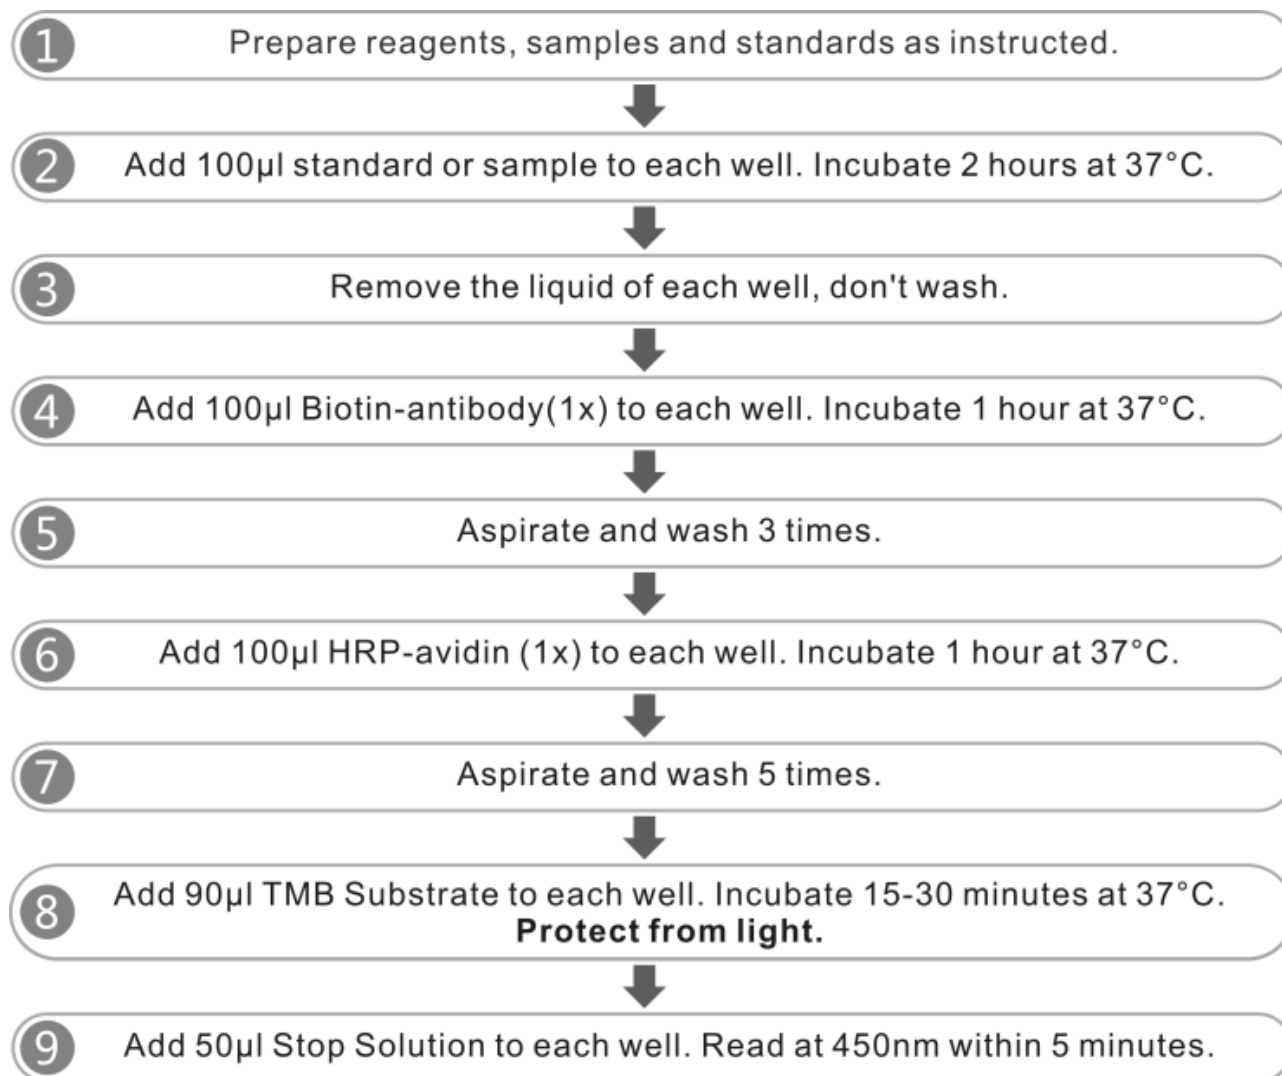 1 Prepare reagents, samples and standards as instructed.
2 Add 100µl standard or sample to each well. Incubate 2 hours at 37°C.
3 Remove the liquid of each well, don't wash.
4 Add 100µl Biotin-antibody(1x) to each well. Incubate 1 hour at 37°C.
5 Aspirate and wash 3 times.
6 Add 100µl HRP-avidin (1x) to each well. Incubate 1 hour at 37°C.
7 Aspirate and wash 5 times.
8 Add 90µl TMB Substrate to each well. Incubate 15-30 minutes at 37°C.
Protect from light.
9 Add 50µl Stop Solution to each well. Read at 450nm within 5 minutes.